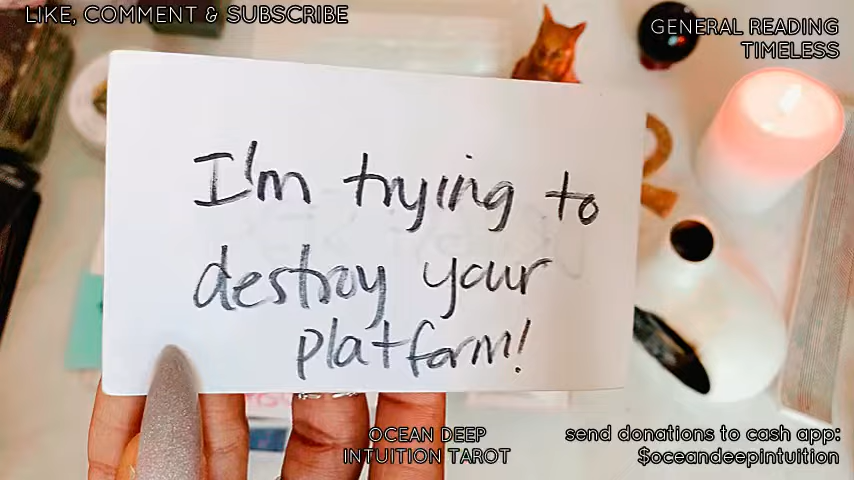 LIKE, COMMENT & SUBSCRIBE
GENERAL READING
TIMELESS
I'm trying to
destroy your
platform!
OCEAN DEEP
INTUITION TAROT
send donations to cash app:
$oceandeepintuition